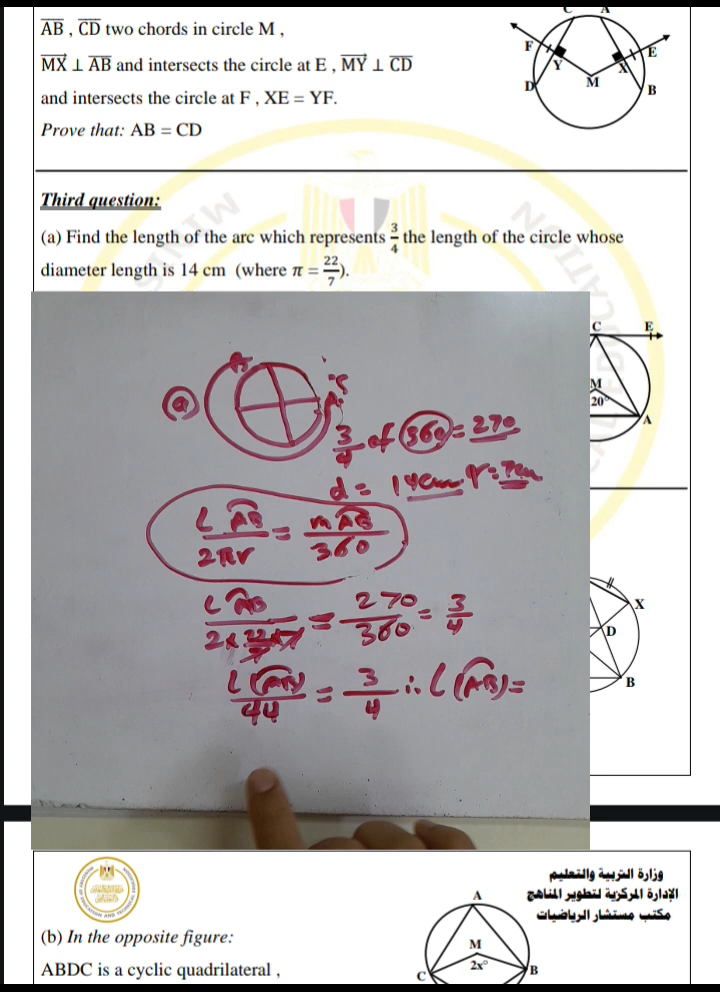 AB , CD two chords in circle M ,
MX ⊥ AB and intersects the circle at E , MY ⊥ CD
and intersects the circle at F , XE = YF.
Prove that: AB = CD
C A
F E
Y X
D M B
Third question:
(a) Find the length of the arc which represents 3/4 the length of the circle whose
diameter length is 14 cm (where π = 22/7).
C E
M
20°
A
X
D
B
(a)
3/4 of 360 = 270
d = 14cm r = 7cm
L AB / 2πr = m AB / 360
L AB / 2 × 22/7 × 7 = 270/360 = 3/4
L (AB) / 44 = 3/4 ∴ L (AB) =
وزارة التربية والتعليم
الإدارة المركزية لتطوير المناهج
مكتب مستشار الرياضيات
(b) In the opposite figure:
ABDC is a cyclic quadrilateral ,
A
M
2x°
C B